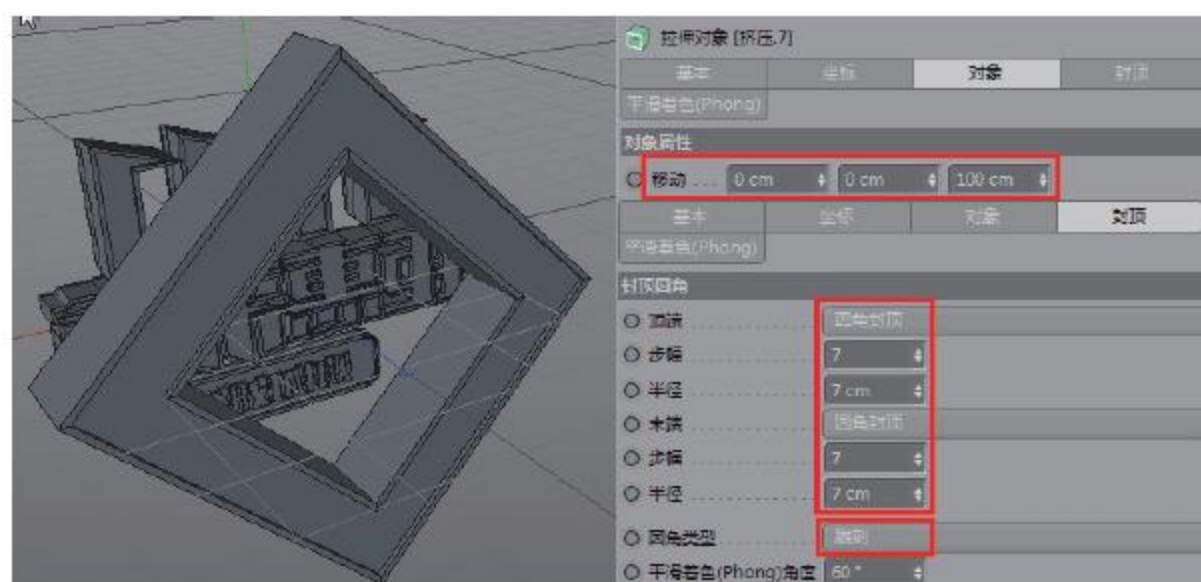 拉伸对象 [挤压.7]
基本 坐标 对象 封顶
平滑着色(Phong)
对象属性
移动 . . . . 0 cm 0 cm 100 cm
基本 坐标 对象 封顶
平滑着色(Phong)
封顶圆角
顶端 圆角封顶
步幅 7
半径 7 cm
末端 圆角封顶
步幅 7
半径 7 cm
圆角类型 雕刻
平滑着色(Phong)角度 60 °